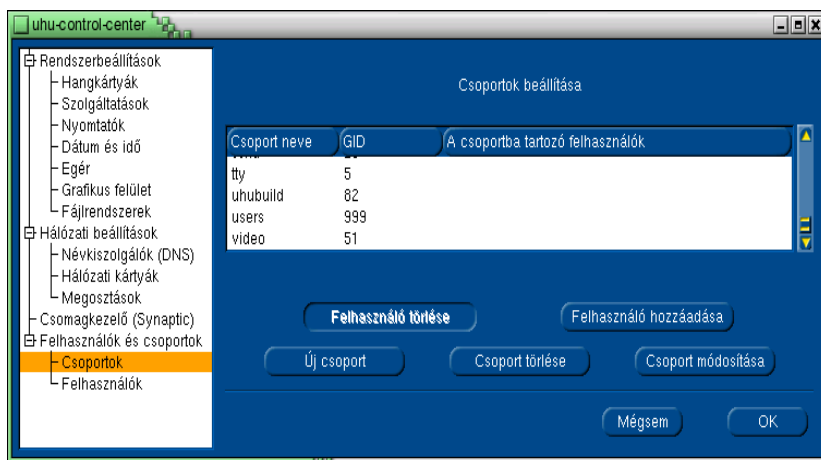 uhu-control-center
Rendszerbeállítások
Hangkártyák
Szolgáltatások
Nyomtatók
Dátum és idő
Egér
Grafikus felület
Fájlrendszerek
Hálózati beállítások
Névkiszolgálók (DNS)
Hálózati kártyák
Megosztások
Csomagkezelő (Synaptic)
Felhasználók és csoportok
Csoportok
Felhasználók
Csoportok beállítása
Csoport neve GID A csoportba tartozó felhasználók
tty 5
uhubuild 82
users 999
video 51
Felhasználó törlése Felhasználó hozzáadása
Új csoport Csoport törlése Csoport módosítása
Mégsem OK